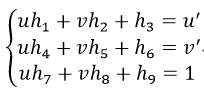 uh₁ + vh₂ + h₃ = u′
uh₄ + vh₅ + h₆ = v′.
uh₇ + vh₈ + h₉ = 1